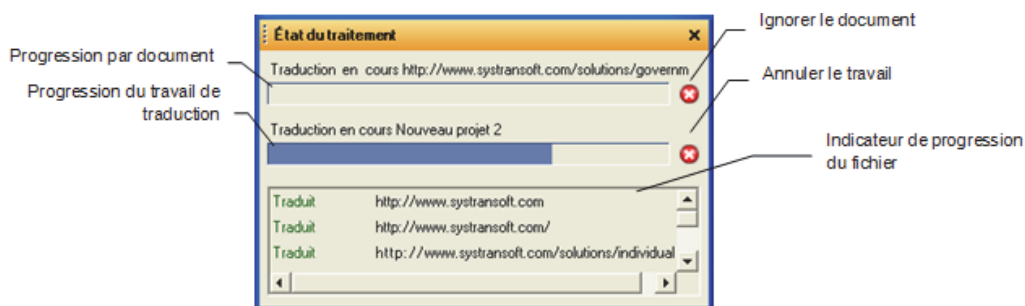 Ignorer le document
État du traitement
Progression par document
Traduction en cours http://www.systransoft.com/solutions/governm
Annuler le travail
Progression du travail de
traduction
Traduction en cours Nouveau projet 2
Indicateur de progression
du fichier
Traduit http://www.systransoft.com
Traduit http://www.systransoft.com/
Traduit http://www.systransoft.com/solutions/individual